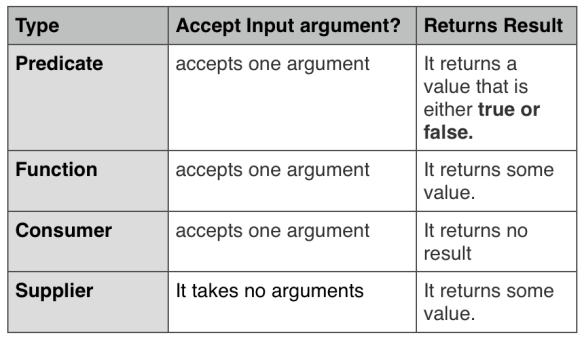 Type Accept Input argument? Returns Result
Predicate accepts one argument It returns a
value that is
either true or
false.
Function accepts one argument It returns some
value.
Consumer accepts one argument It returns no
result
Supplier It takes no arguments It returns some
value.